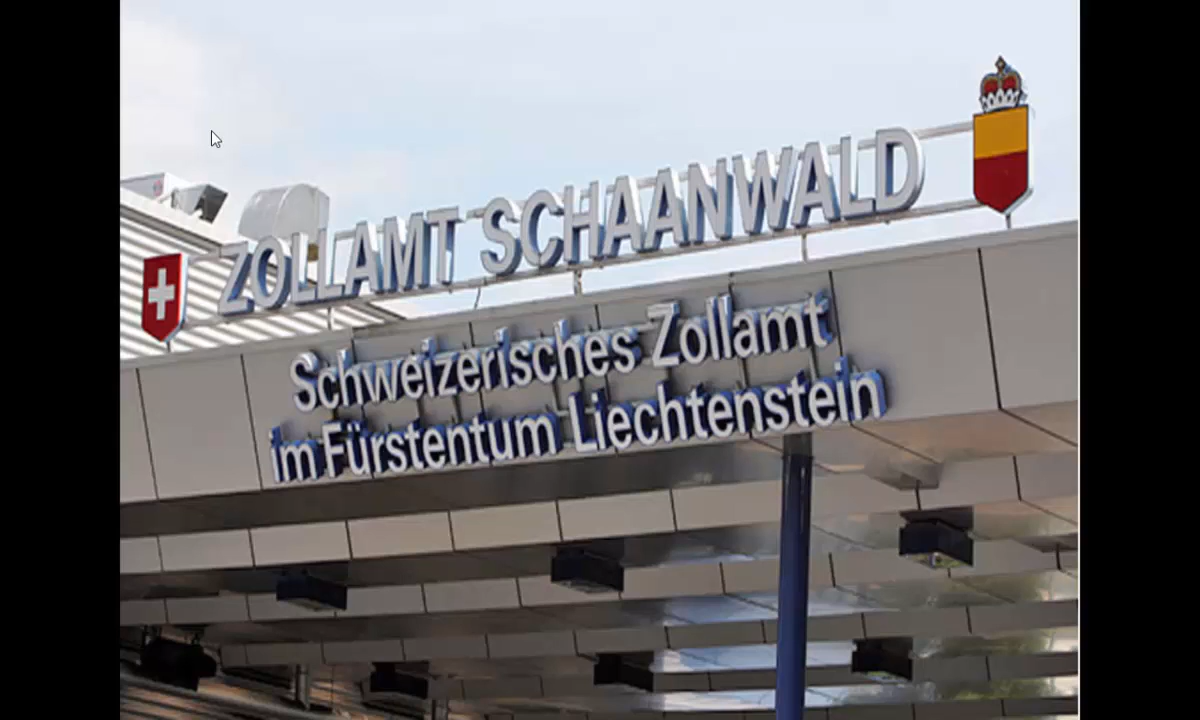 ZOLLAMT SCHAANWALD
Schweizerisches Zollamt
im Fürstentum Liechtenstein